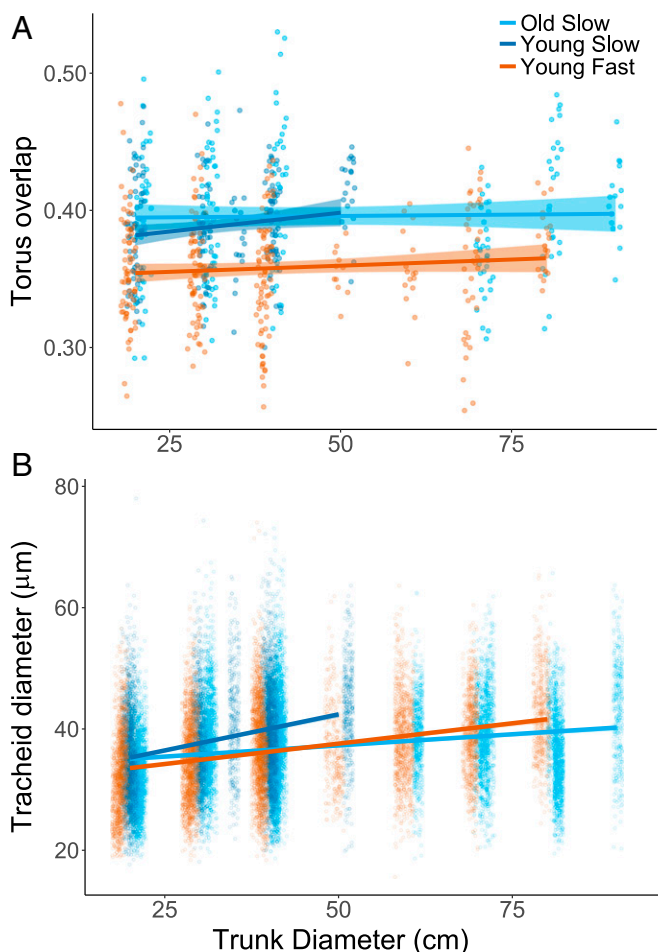 A
Old Slow
Young Slow
Young Fast
0.50
0.40
0.30
Torus overlap
25 50 75
B
80
60
40
20
Tracheid diameter (μm)
25 50 75
Trunk Diameter (cm)